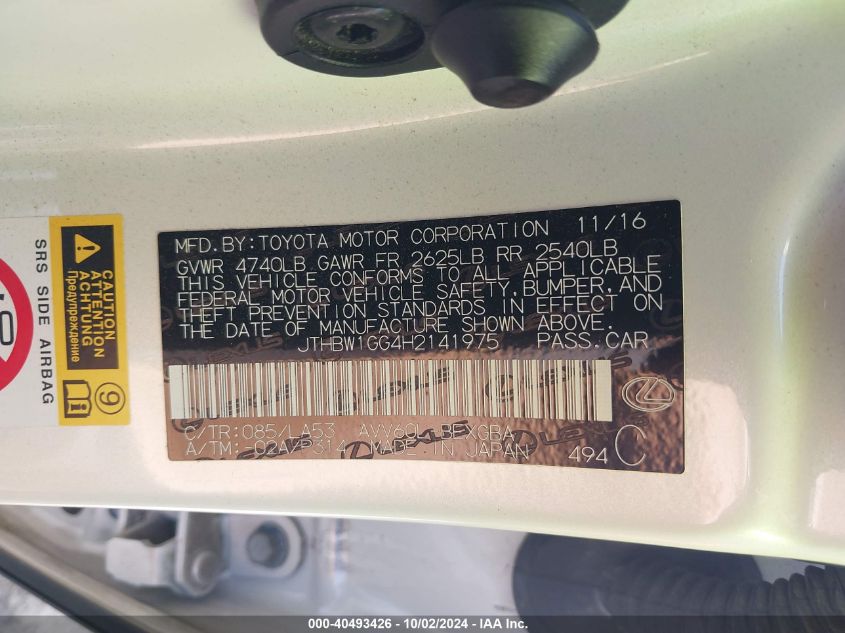 MFD.BY:TOYOTA MOTOR CORPORATION 11/16
GVWR 4740LB GAWR FR 2625LB RR 2540LB
THIS VEHICLE CONFORMS TO ALL APPLICABLE
FEDERAL MOTOR VEHICLE SAFETY,BUMPER,AND
THEFT PREVENTION STANDARDS IN EFFECT ON
THE DATE OF MANUFACTURE SHOWN ABOVE.
JTHBW1GG4H2141975 PASS.CAR
C/TR:085/LA53 AVV60L-BEXGBA
A/TM: MADE IN JAPAN 494 C
SRS SIDE AIRBAG
CAUTION
ATTENTION
ACHTUNG
Предупреждение
9
000-40493426 - 10/02/2024 - IAA Inc.